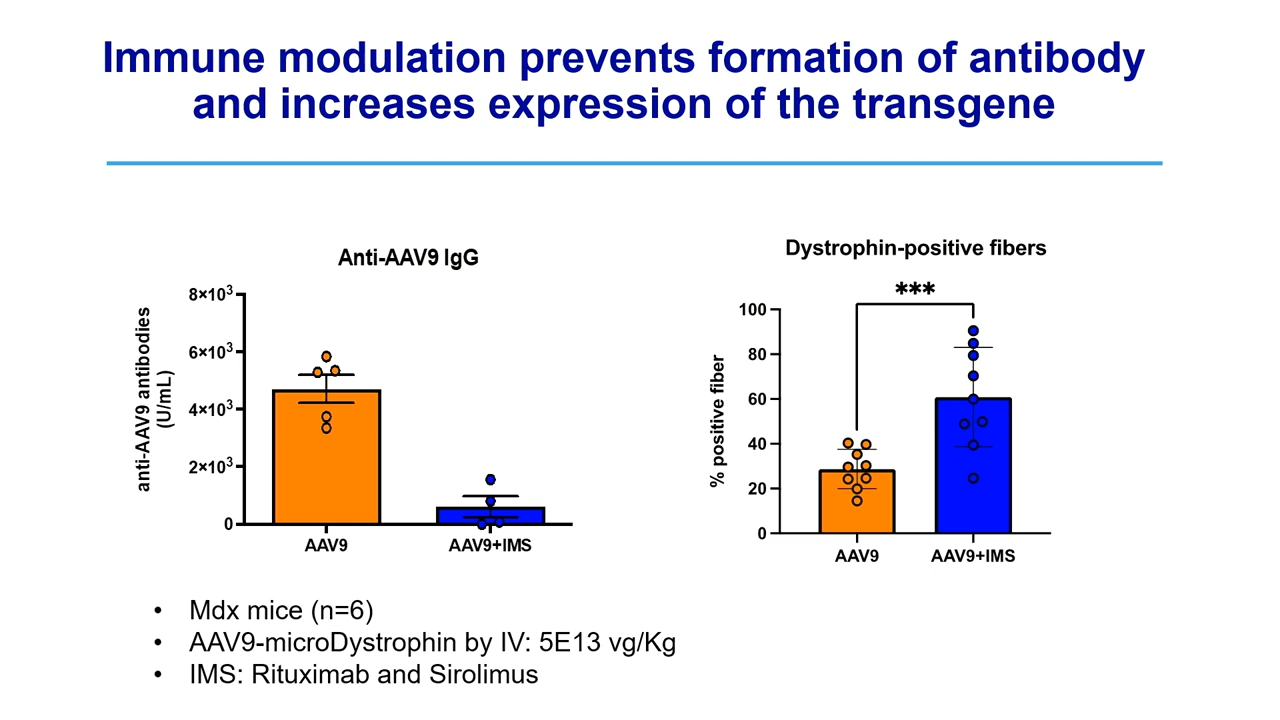 Immune modulation prevents formation of antibody
and increases expression of the transgene
Anti-AAV9 IgG
anti-AAV9 antibodies
(U/mL)
8×10³
6×10³
4×10³
2×10³
0
AAV9
AAV9+IMS
Dystrophin-positive fibers
***
% positive fiber
100
80
60
40
20
0
AAV9
AAV9+IMS
• Mdx mice (n=6)
• AAV9-microDystrophin by IV: 5E13 vg/Kg
• IMS: Rituximab and Sirolimus